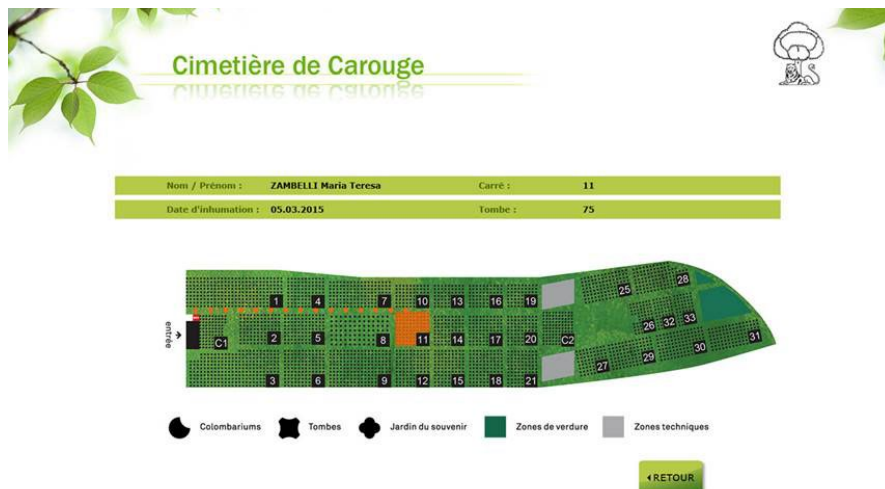 Cimetière de Carouge
Nom / Prénom : ZAMBELLI Maria Teresa Carré : 11
Date d'inhumation : 05.03.2015 Tombe : 75
1 4 7 10 13 16 19 25 28
entrée
C1 2 5 8 11 14 17 20 C2 26 32 33
3 6 9 12 15 18 21 27 29 30 31
Colombariums Tombes Jardin du souvenir Zones de verdure Zones techniques
RETOUR